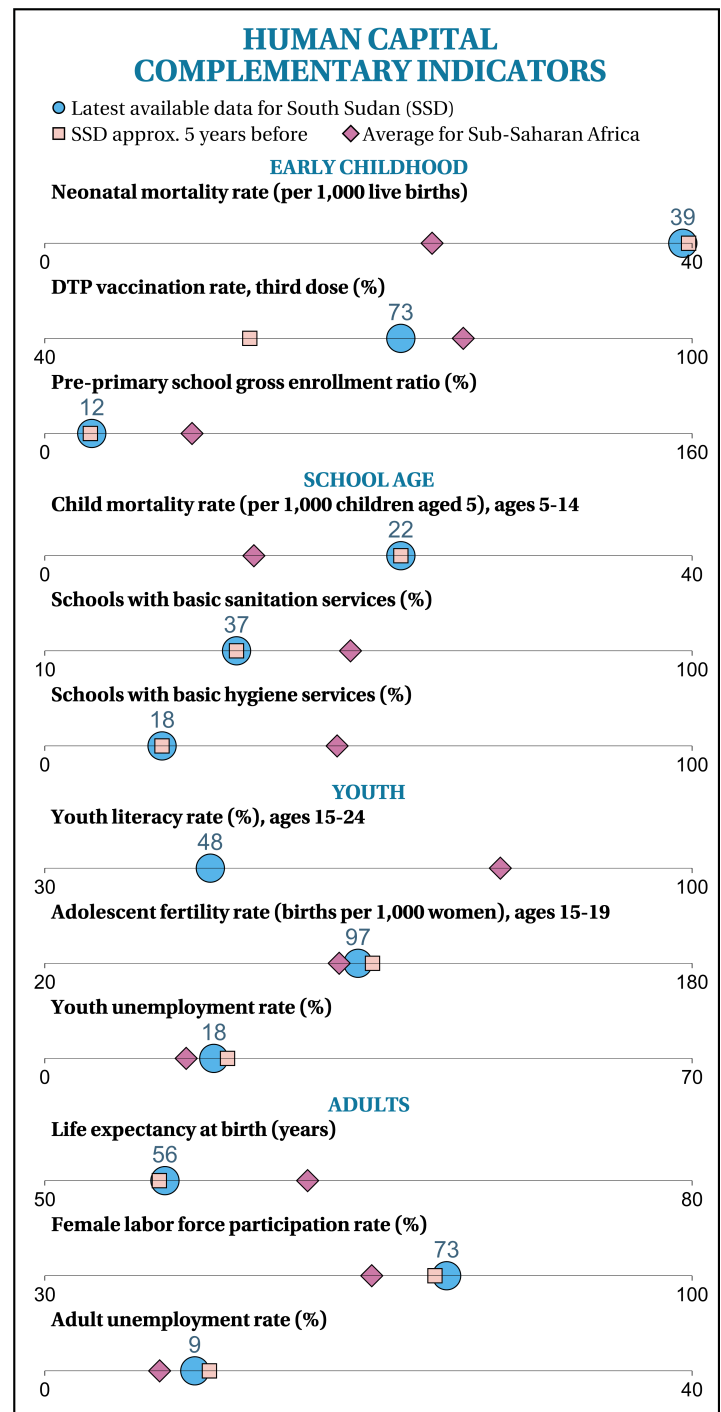 HUMAN CAPITAL
COMPLEMENTARY INDICATORS
Latest available data for South Sudan (SSD)
SSD approx. 5 years before Average for Sub-Saharan Africa
EARLY CHILDHOOD
Neonatal mortality rate (per 1,000 live births)
39
0 40
DTP vaccination rate, third dose (%)
73
40 100
Pre-primary school gross enrollment ratio (%)
12
0 160
SCHOOL AGE
Child mortality rate (per 1,000 children aged 5), ages 5-14
22
0 40
Schools with basic sanitation services (%)
37
10 100
Schools with basic hygiene services (%)
18
0 100
YOUTH
Youth literacy rate (%), ages 15-24
48
30 100
Adolescent fertility rate (births per 1,000 women), ages 15-19
97
20 180
Youth unemployment rate (%)
18
0 70
ADULTS
Life expectancy at birth (years)
56
50 80
Female labor force participation rate (%)
73
30 100
Adult unemployment rate (%)
9
0 40